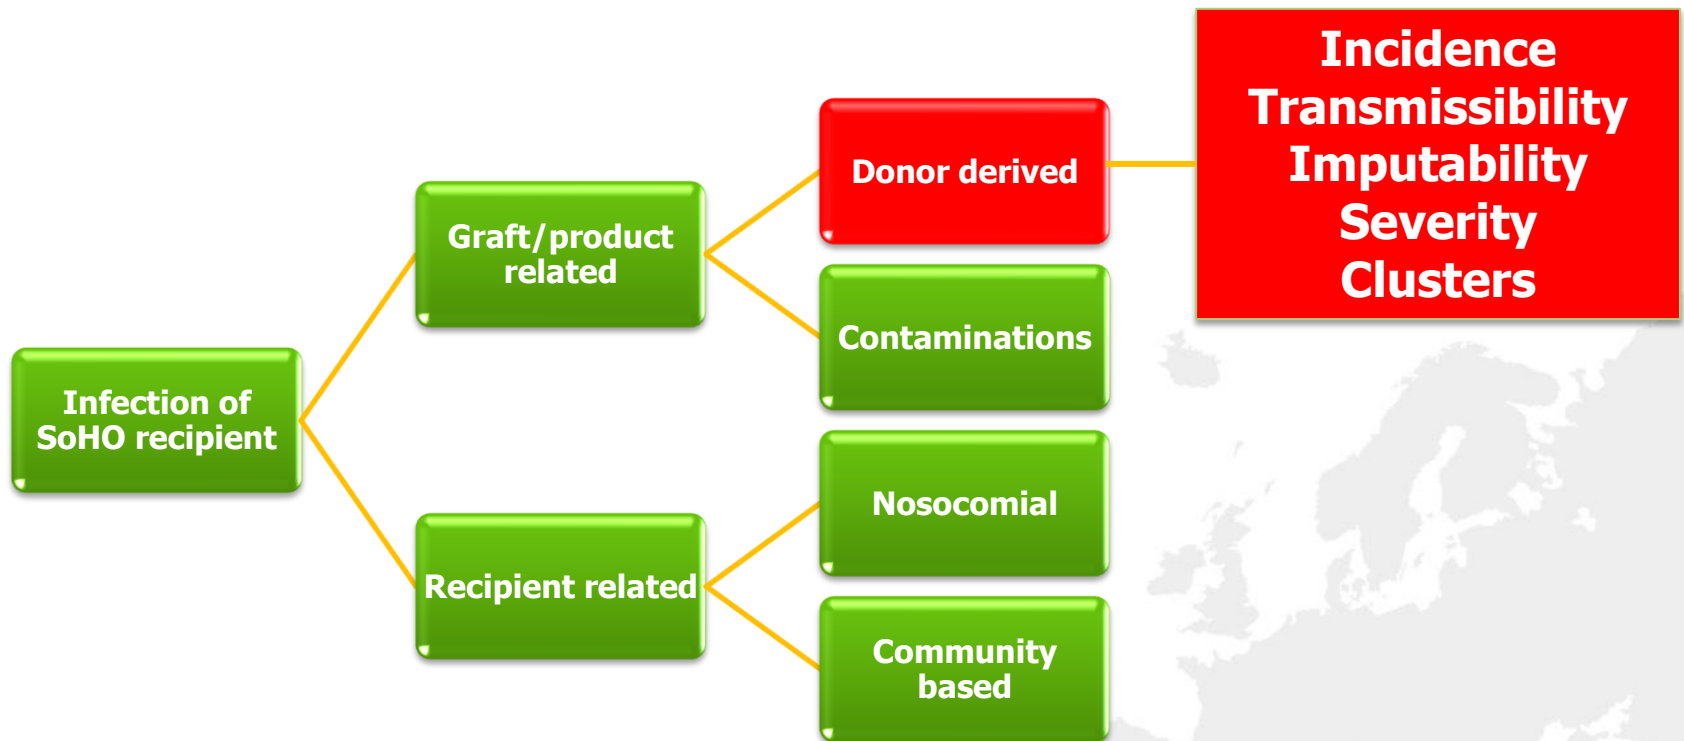 Infection of
SoHO recipient
Graft/product
related
Recipient related
Donor derived
Contaminations
Nosocomial
Community
based
Incidence
Transmissibility
Imputability
Severity
Clusters